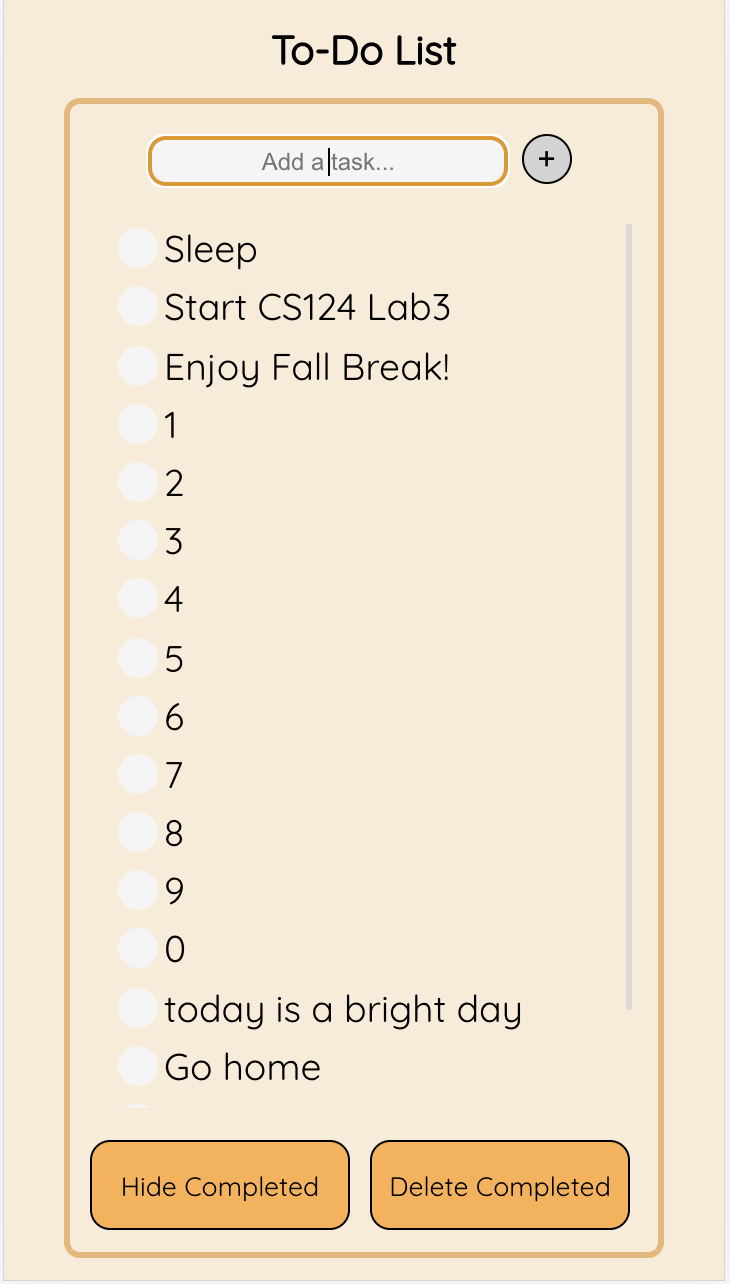 To-Do List
Add a task...
+
Sleep
Start CS124 Lab3
Enjoy Fall Break!
1
2
3
4
5
6
7
8
9
0
today is a bright day
Go home
Hide Completed
Delete Completed